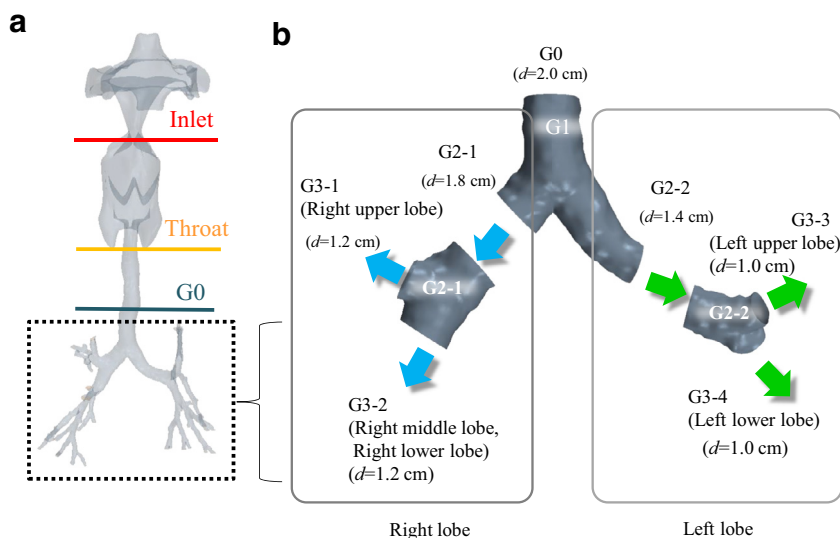 a
Inlet
Throat
G0
b
G0
(d=2.0 cm)
G1
G2-1
(d=1.8 cm)
G3-1
(Right upper lobe)
(d=1.2 cm)
G2-1
G3-2
(Right middle lobe,
Right lower lobe)
(d=1.2 cm)
Right lobe
G2-2
(d=1.4 cm)
G3-3
(Left upper lobe)
(d=1.0 cm)
G2-2
G3-4
(Left lower lobe)
(d=1.0 cm)
Left lobe